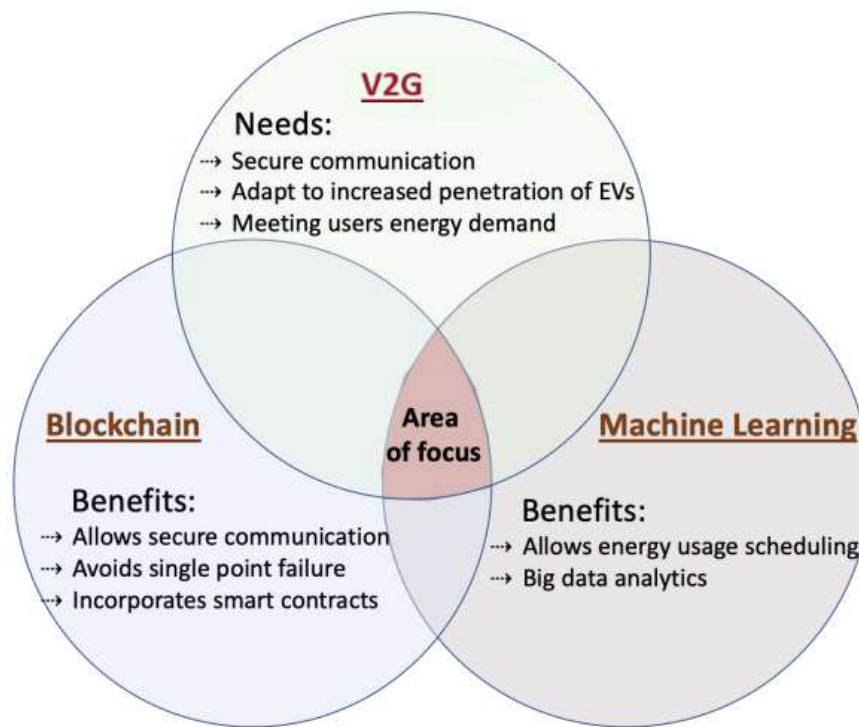 V2G
Needs:
⇢ Secure communication
⇢ Adapt to increased penetration of EVs
⇢ Meeting users energy demand
Area
of focus
Blockchain
Benefits:
⇢ Allows secure communication
⇢ Avoids single point failure
⇢ Incorporates smart contracts
Machine Learning
Benefits:
⇢ Allows energy usage scheduling
⇢ Big data analytics